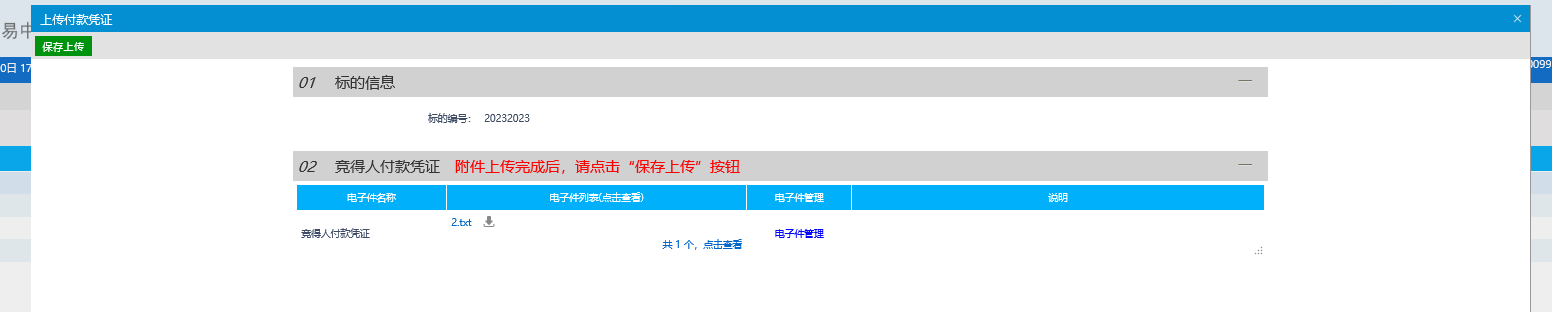 上传付款凭证
×
易中
保存上传
0日 17
0099
01 标的信息
标的编号： 20232023
02 竞得人付款凭证 附件上传完成后，请点击“保存上传”按钮
电子件名称 电子件列表(点击查看) 电子件管理 说明
2.txt
竞得人付款凭证 电子件管理
共 1 个，点击查看